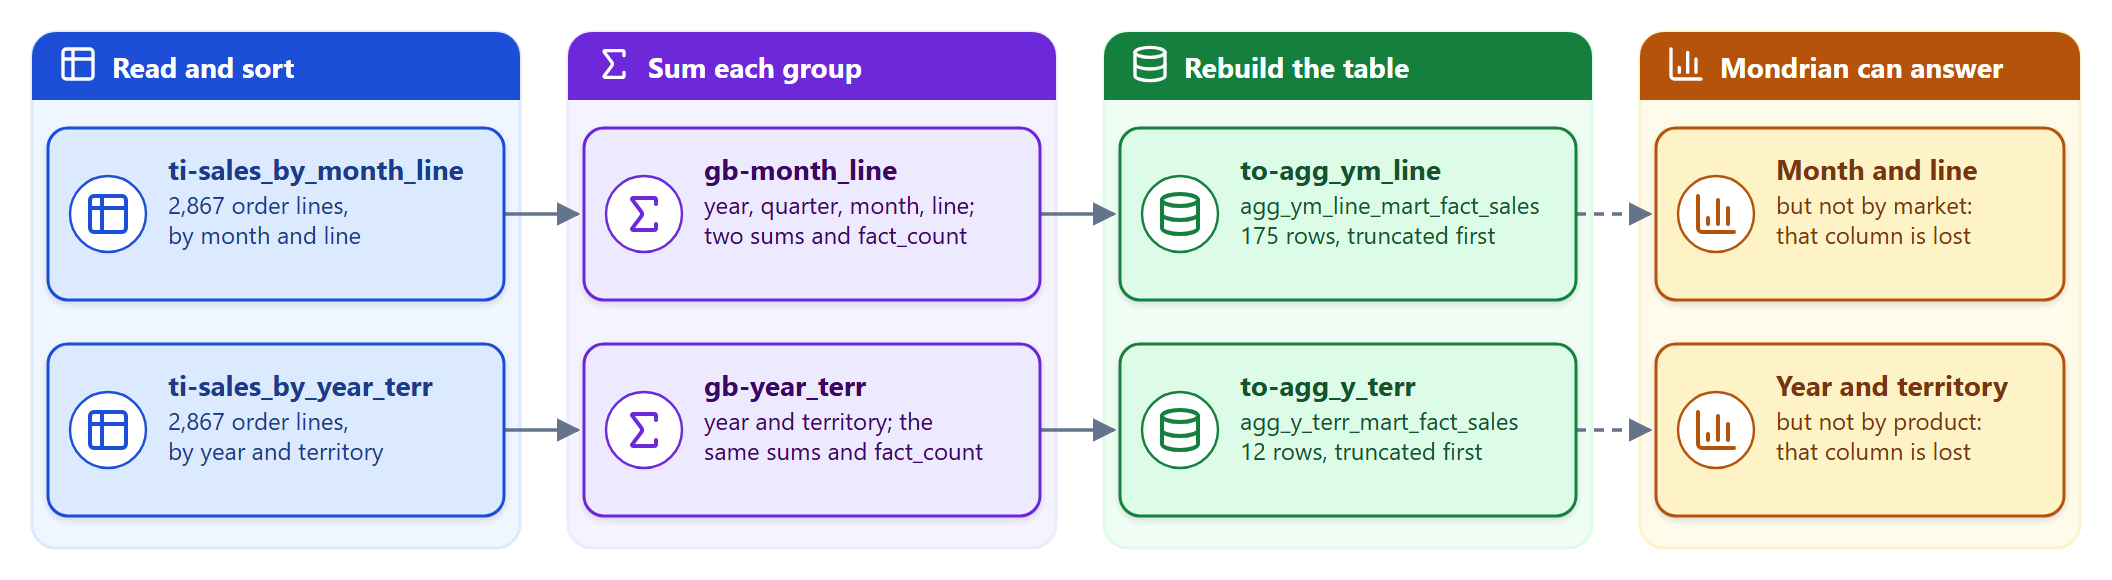 Read and sort
ti-sales_by_month_line
2,867 order lines,
by month and line
ti-sales_by_year_terr
2,867 order lines,
by year and territory
Sum each group
gb-month_line
year, quarter, month, line;
two sums and fact_count
gb-year_terr
year and territory; the
same sums and fact_count
Rebuild the table
to-agg_ym_line
agg_ym_line_mart_fact_sales
175 rows, truncated first
to-agg_y_terr
agg_y_terr_mart_fact_sales
12 rows, truncated first
Mondrian can answer
Month and line
but not by market:
that column is lost
Year and territory
but not by product:
that column is lost